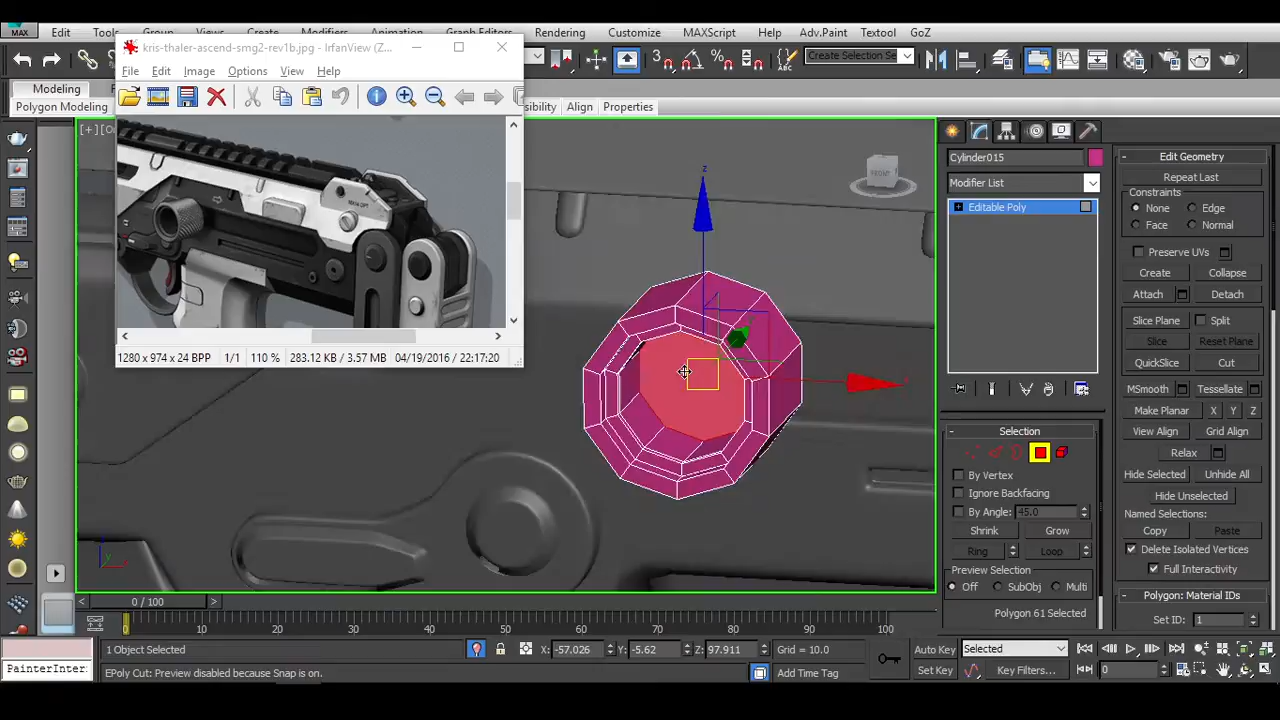 MAX
Edit
Tools
Group
Views
Create
Modifiers
Animation
Graph Editors
Rendering
Customize
MAXScript
Help
Adv.Paint
Textool
GoZ
kris-thaler-ascend-smg2-rev1b.jpg - IrfanView (Z...
File
Edit
Image
Options
View
Help
Create Selection Se
Modeling
Polygon Modeling
sibility
Align
Properties
1280 x 974 x 24 BPP
1/1
110 %
283.12 KB / 3.57 MB
04/19/2016 / 22:17:20
[+]
z
FRONT
Cylinder015
Modifier List
Editable Poly
Selection
By Vertex
Ignore Backfacing
By Angle:
45.0
Shrink
Grow
Ring
Loop
Preview Selection
Off
SubObj
Multi
Polygon 61 Selected
Edit Geometry
Repeat Last
Constraints
None
Edge
Face
Normal
Preserve UVs
Create
Collapse
Attach
Detach
Slice Plane
Split
Slice
Reset Plane
QuickSlice
Cut
MSmooth
Tessellate
Make Planar
X
Y
Z
View Align
Grid Align
Relax
Hide Selected
Unhide All
Hide Unselected
Named Selections:
Copy
Paste
Delete Isolated Vertices
Full Interactivity
Polygon: Material IDs
Set ID:
1
0 / 100
0
10
20
30
40
50
60
70
80
90
100
1 Object Selected
X: -57.026
Y: -5.62
Z: 97.911
Grid = 10.0
Auto Key
Selected
PainterInter
EPoly Cut: Preview disabled because Snap is on.
Add Time Tag
Set Key
Key Filters...
0